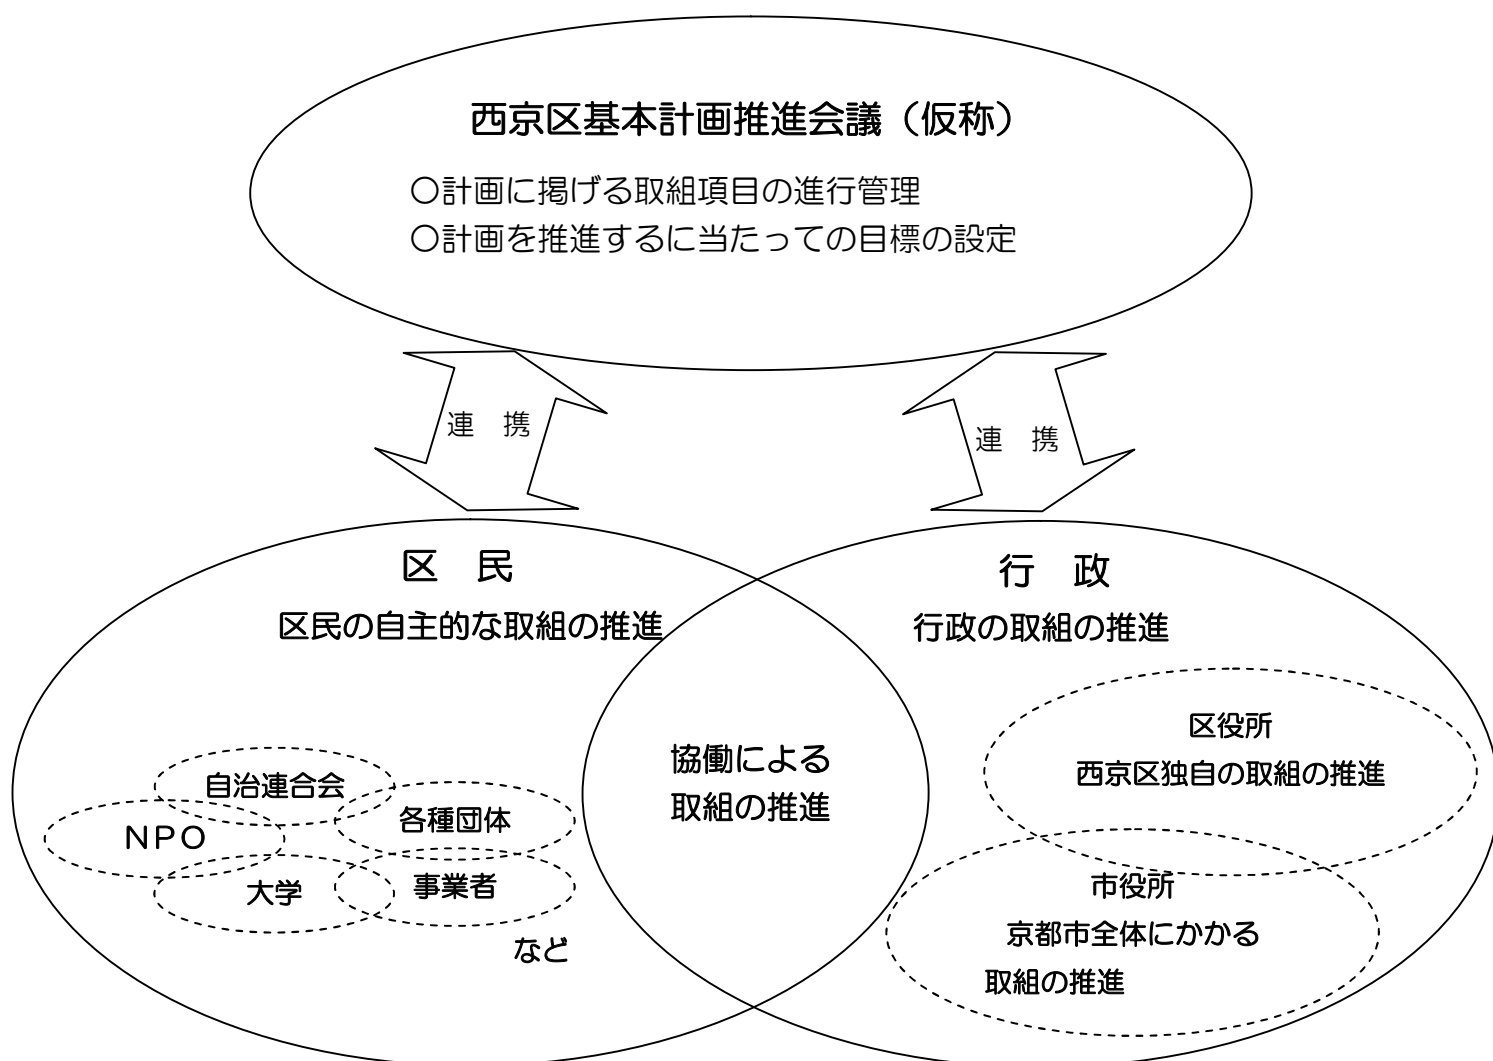 西京区基本計画推進会議（仮称）
○計画に掲げる取組項目の進行管理
○計画を推進するに当たっての目標の設定
連　携
連　携
区　民
区民の自主的な取組の推進
行　政
行政の取組の推進
協働による
取組の推進
自治連合会
各種団体
ＮＰＯ
大学
事業者
など
区役所
西京区独自の取組の推進
市役所
京都市全体にかかる
取組の推進